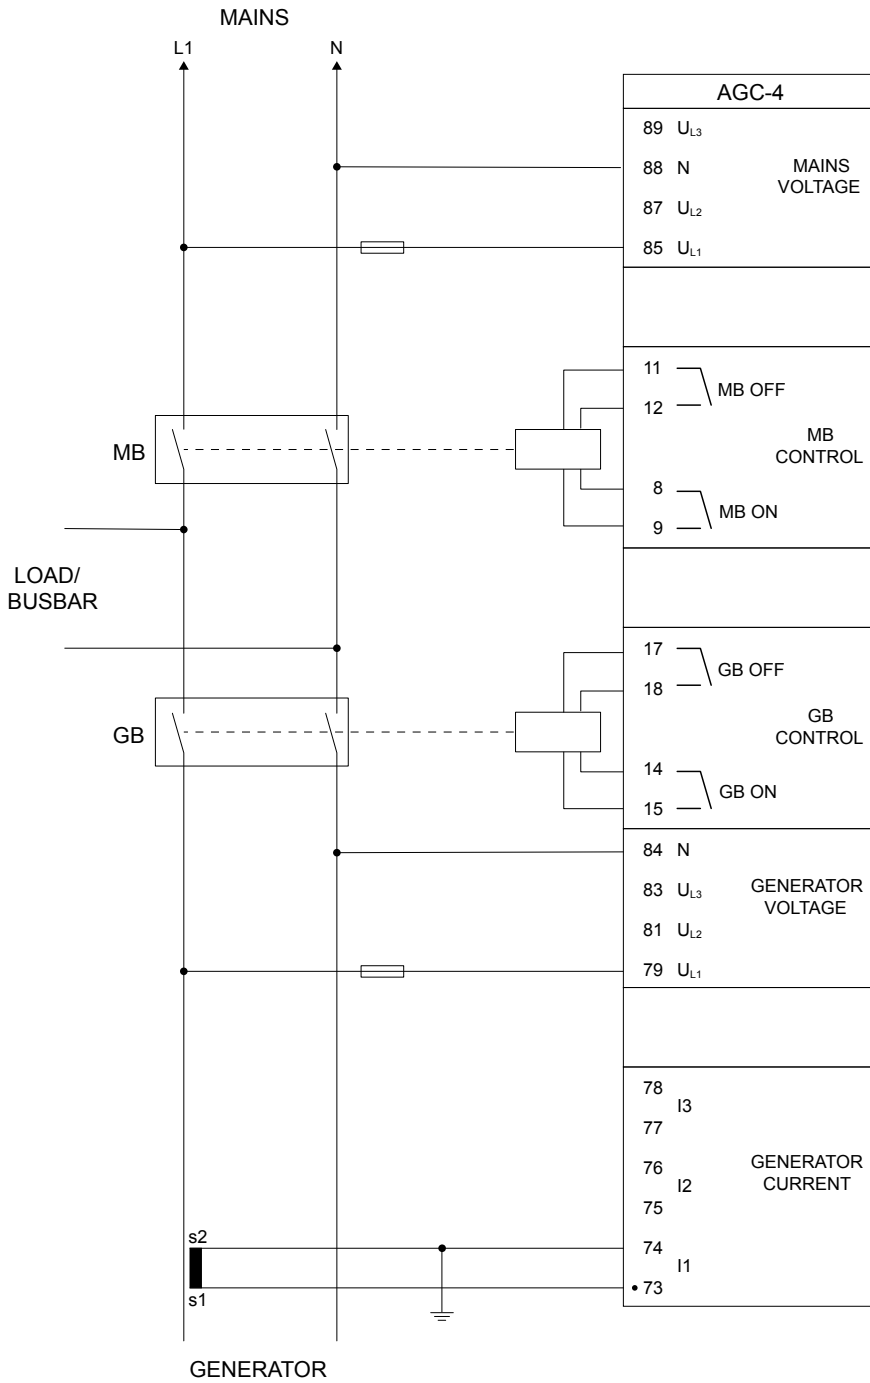 MAINS
L1 N
AGC-4
89 UL3
88 N
MAINS
VOLTAGE
87 UL2
85 UL1
11
MB OFF
12
MB
MB
CONTROL
8
MB ON
9
LOAD/
BUSBAR
17
GB OFF
18
GB
GB
CONTROL
14
GB ON
15
84 N
83 UL3
GENERATOR
VOLTAGE
81 UL2
79 UL1
78
I3
77
76
GENERATOR
CURRENT
I2
75
s2
74
I1
s1
• 73
GENERATOR